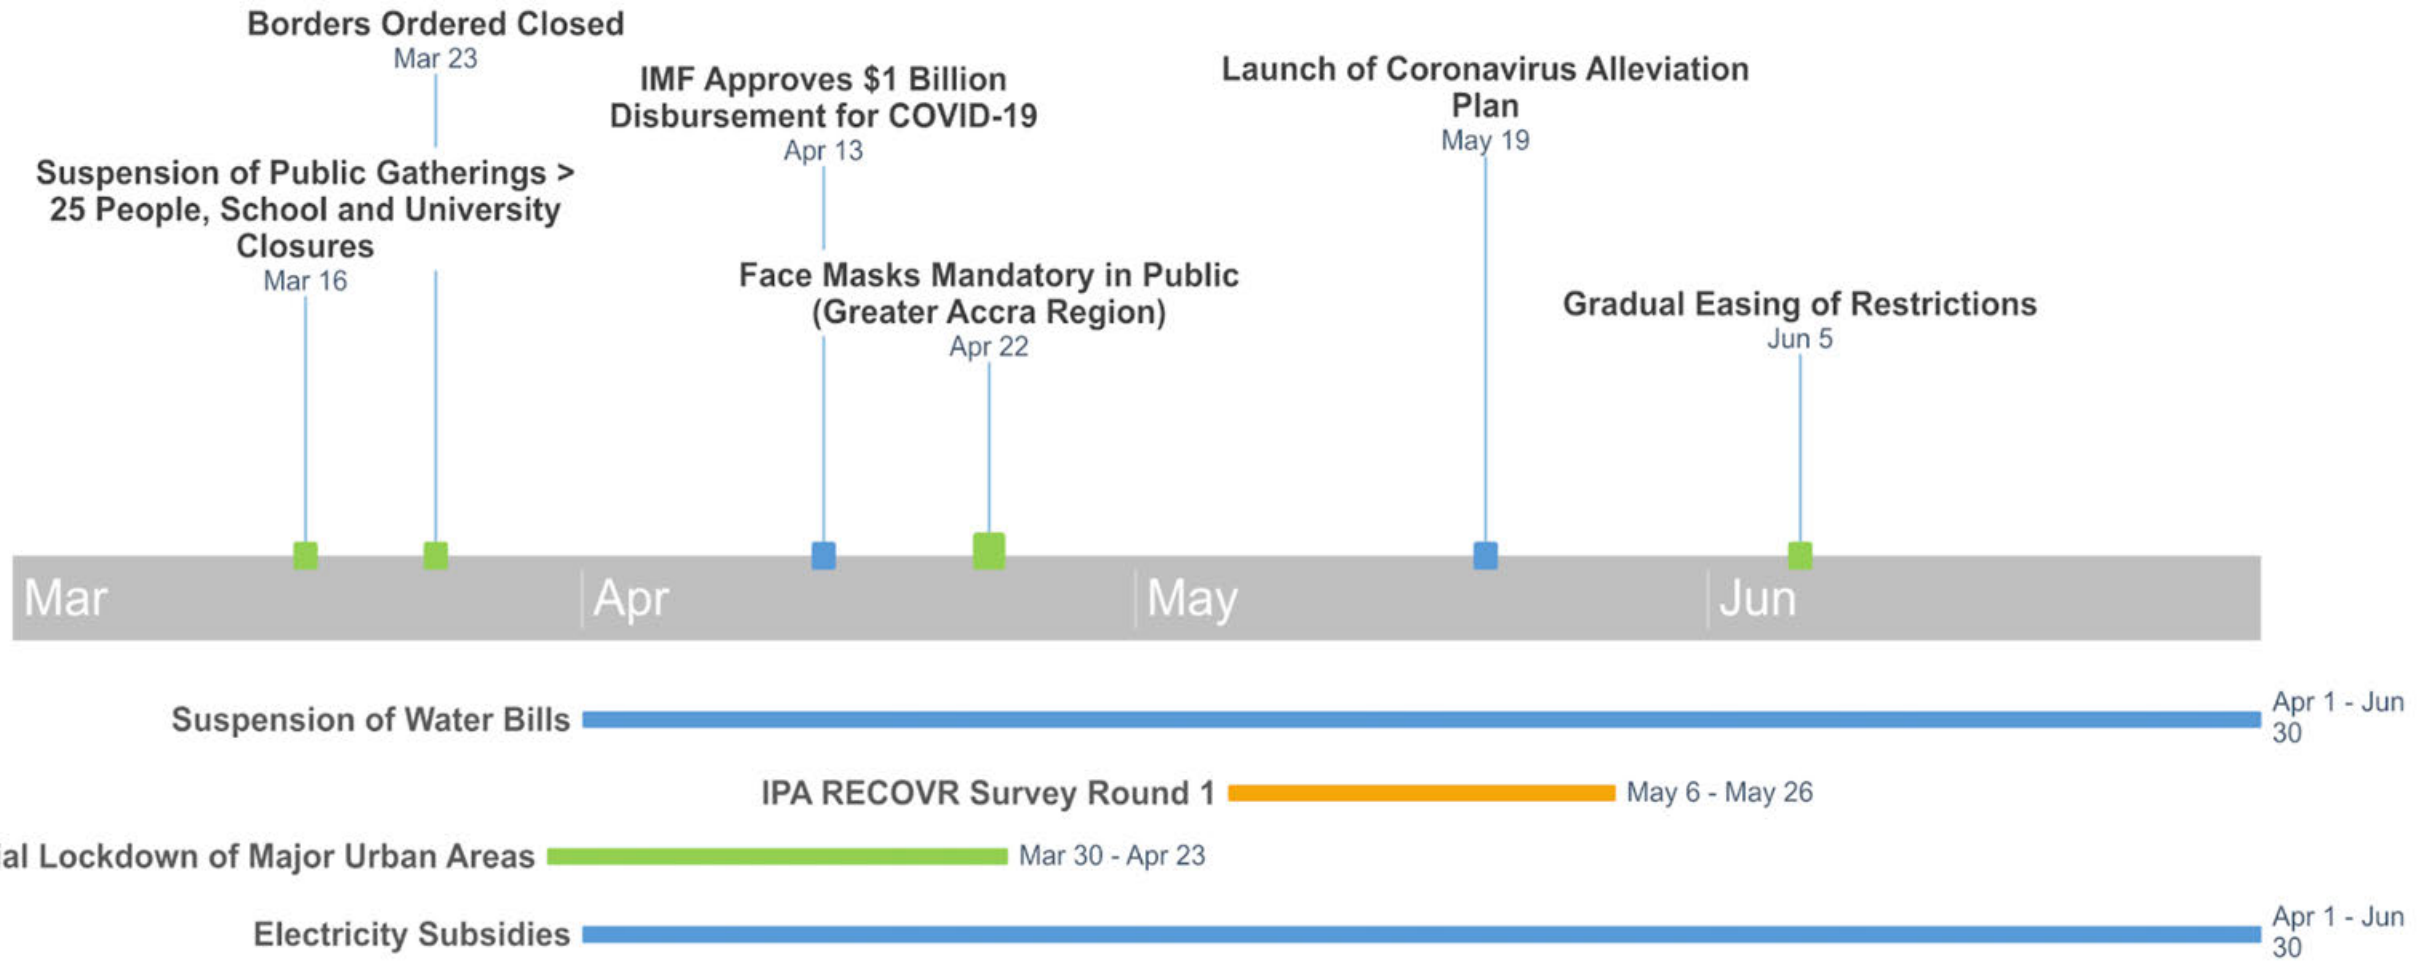 Borders Ordered Closed
Mar 23
Suspension of Public Gatherings >
25 People, School and University
Closures
Mar 16
IMF Approves $1 Billion
Disbursement for COVID-19
Apr 13
Face Masks Mandatory in Public
(Greater Accra Region)
Apr 22
Launch of Coronavirus Alleviation
Plan
May 19
Gradual Easing of Restrictions
Jun 5
Mar Apr May Jun
Suspension of Water Bills
Apr 1 - Jun
30
IPA RECOVR Survey Round 1 May 6 - May 26
Lockdown of Major Urban Areas Mar 30 - Apr 23
Electricity Subsidies
Apr 1 - Jun
30